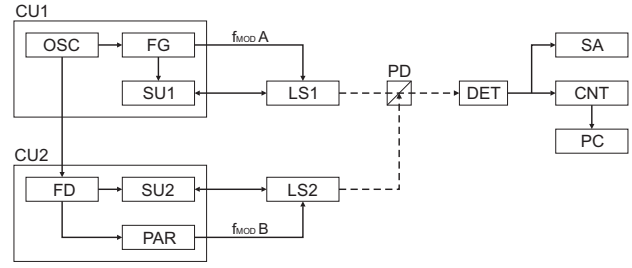 CU1
OSC
FG
fMOD A
SA
PD
SU1
LS1
DET
CNT
PC
CU2
FD
SU2
LS2
PAR
fMOD B